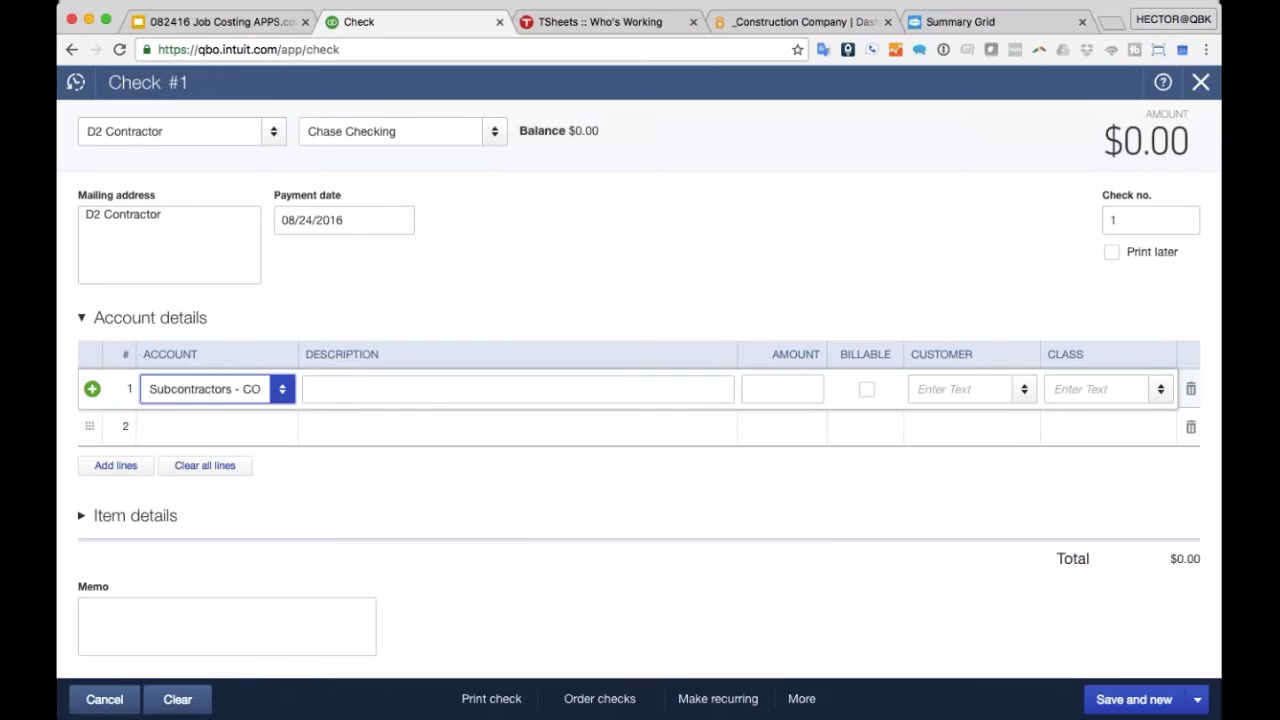 082416 Job Costing APPS.co
Check
TSheets :: Who's Working
_Construction Company | Das
Summary Grid
HECTOR@QBK
https://qbo.intuit.com/app/check
Check #1
D2 Contractor
Chase Checking
Balance $0.00
AMOUNT
$0.00
Mailing address
Payment date
Check no.
D2 Contractor
08/24/2016
1
Print later
Account details
# ACCOUNT DESCRIPTION AMOUNT BILLABLE CUSTOMER CLASS
1 Subcontractors - CO Enter Text Enter Text
2
Add lines
Clear all lines
Item details
Total $0.00
Memo
Cancel
Clear
Print check
Order checks
Make recurring
More
Save and new